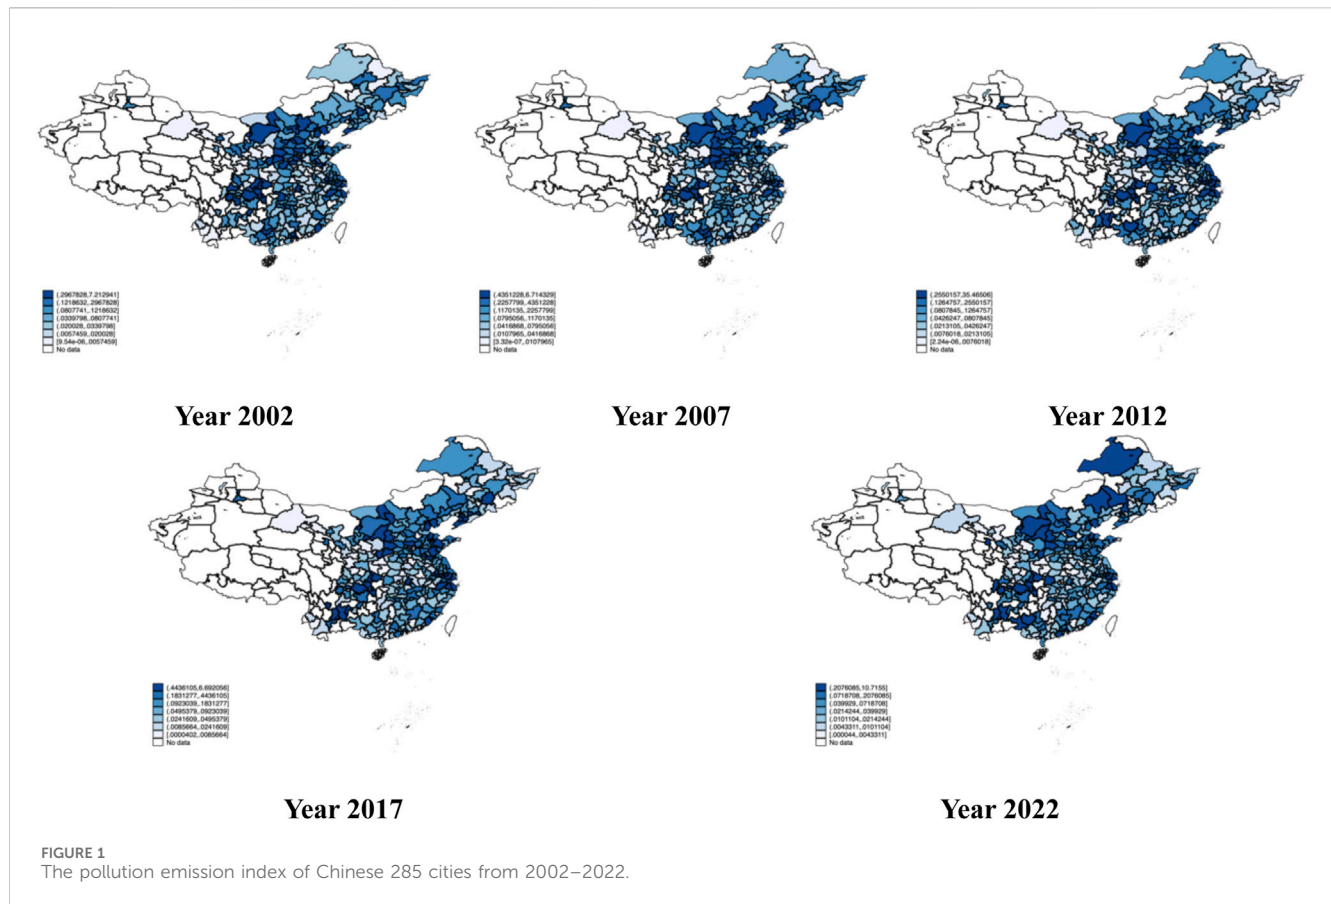 (.2967828,7.212941]
(.1218632,.2967828]
(.0807741,.1218632]
(.0339798,.0807741]
(.020028,.0339798]
(.0057459,.020028]
[9.54e-06,.0057459]
No data
(.4351228,6.714329]
(.2257799,.4351228]
(.1170135,.2257799]
(.0795056,.1170135]
(.0416868,.0795056]
(.0107965,.0416868]
[3.32e-07,.0107965]
No data
(.2550157,35.46506]
(.1264757,.2550157]
(.0807845,.1264757]
(.0426247,.0807845]
(.0213105,.0426247]
(.0076018,.0213105]
[2.24e-06,.0076018]
No data
Year 2002
Year 2007
Year 2012
(.4436105,6.692056]
(.1831277,.4436105]
(.0923039,.1831277]
(.0495379,.0923039]
(.0241609,.0495379]
(.0085664,.0241609]
[.0000402,.0085664]
No data
(.2076085,10.7155]
(.0718708,.2076085]
(.039929,.0718708]
(.0214244,.039929]
(.0101104,.0214244]
(.0043311,.0101104]
[.000044,.0043311]
No data
Year 2017
Year 2022
FIGURE 1
The pollution emission index of Chinese 285 cities from 2002–2022.